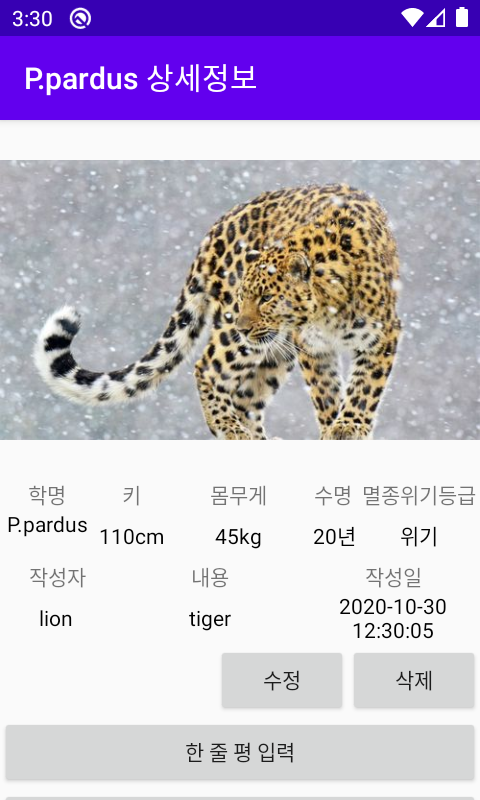 3:30
P.pardus 상세정보
학명 키 몸무게 수명 멸종위기등급
P.pardus 110cm 45kg 20년 위기
작성자 내용 작성일
lion tiger 2020-10-30
12:30:05
수정 삭제
한 줄 평 입력